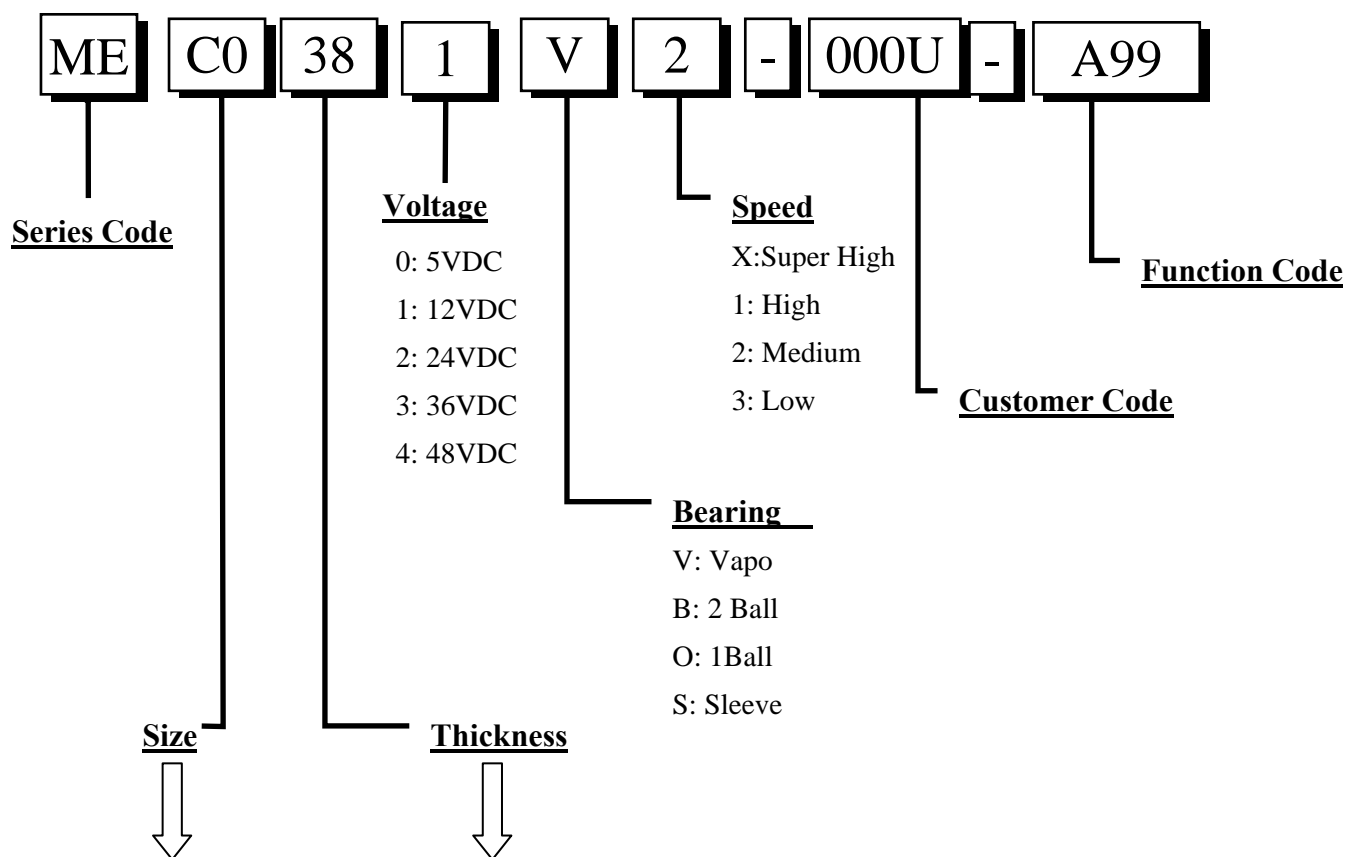 ME C0 38 1 V 2 - 000U - A99
Series Code
Voltage
0: 5VDC
1: 12VDC
2: 24VDC
3: 36VDC
4: 48VDC
Speed
X:Super High
1: High
2: Medium
3: Low
Function Code
Customer Code
Bearing
V: Vapo
B: 2 Ball
O: 1Ball
S: Sleeve
Size
Thickness